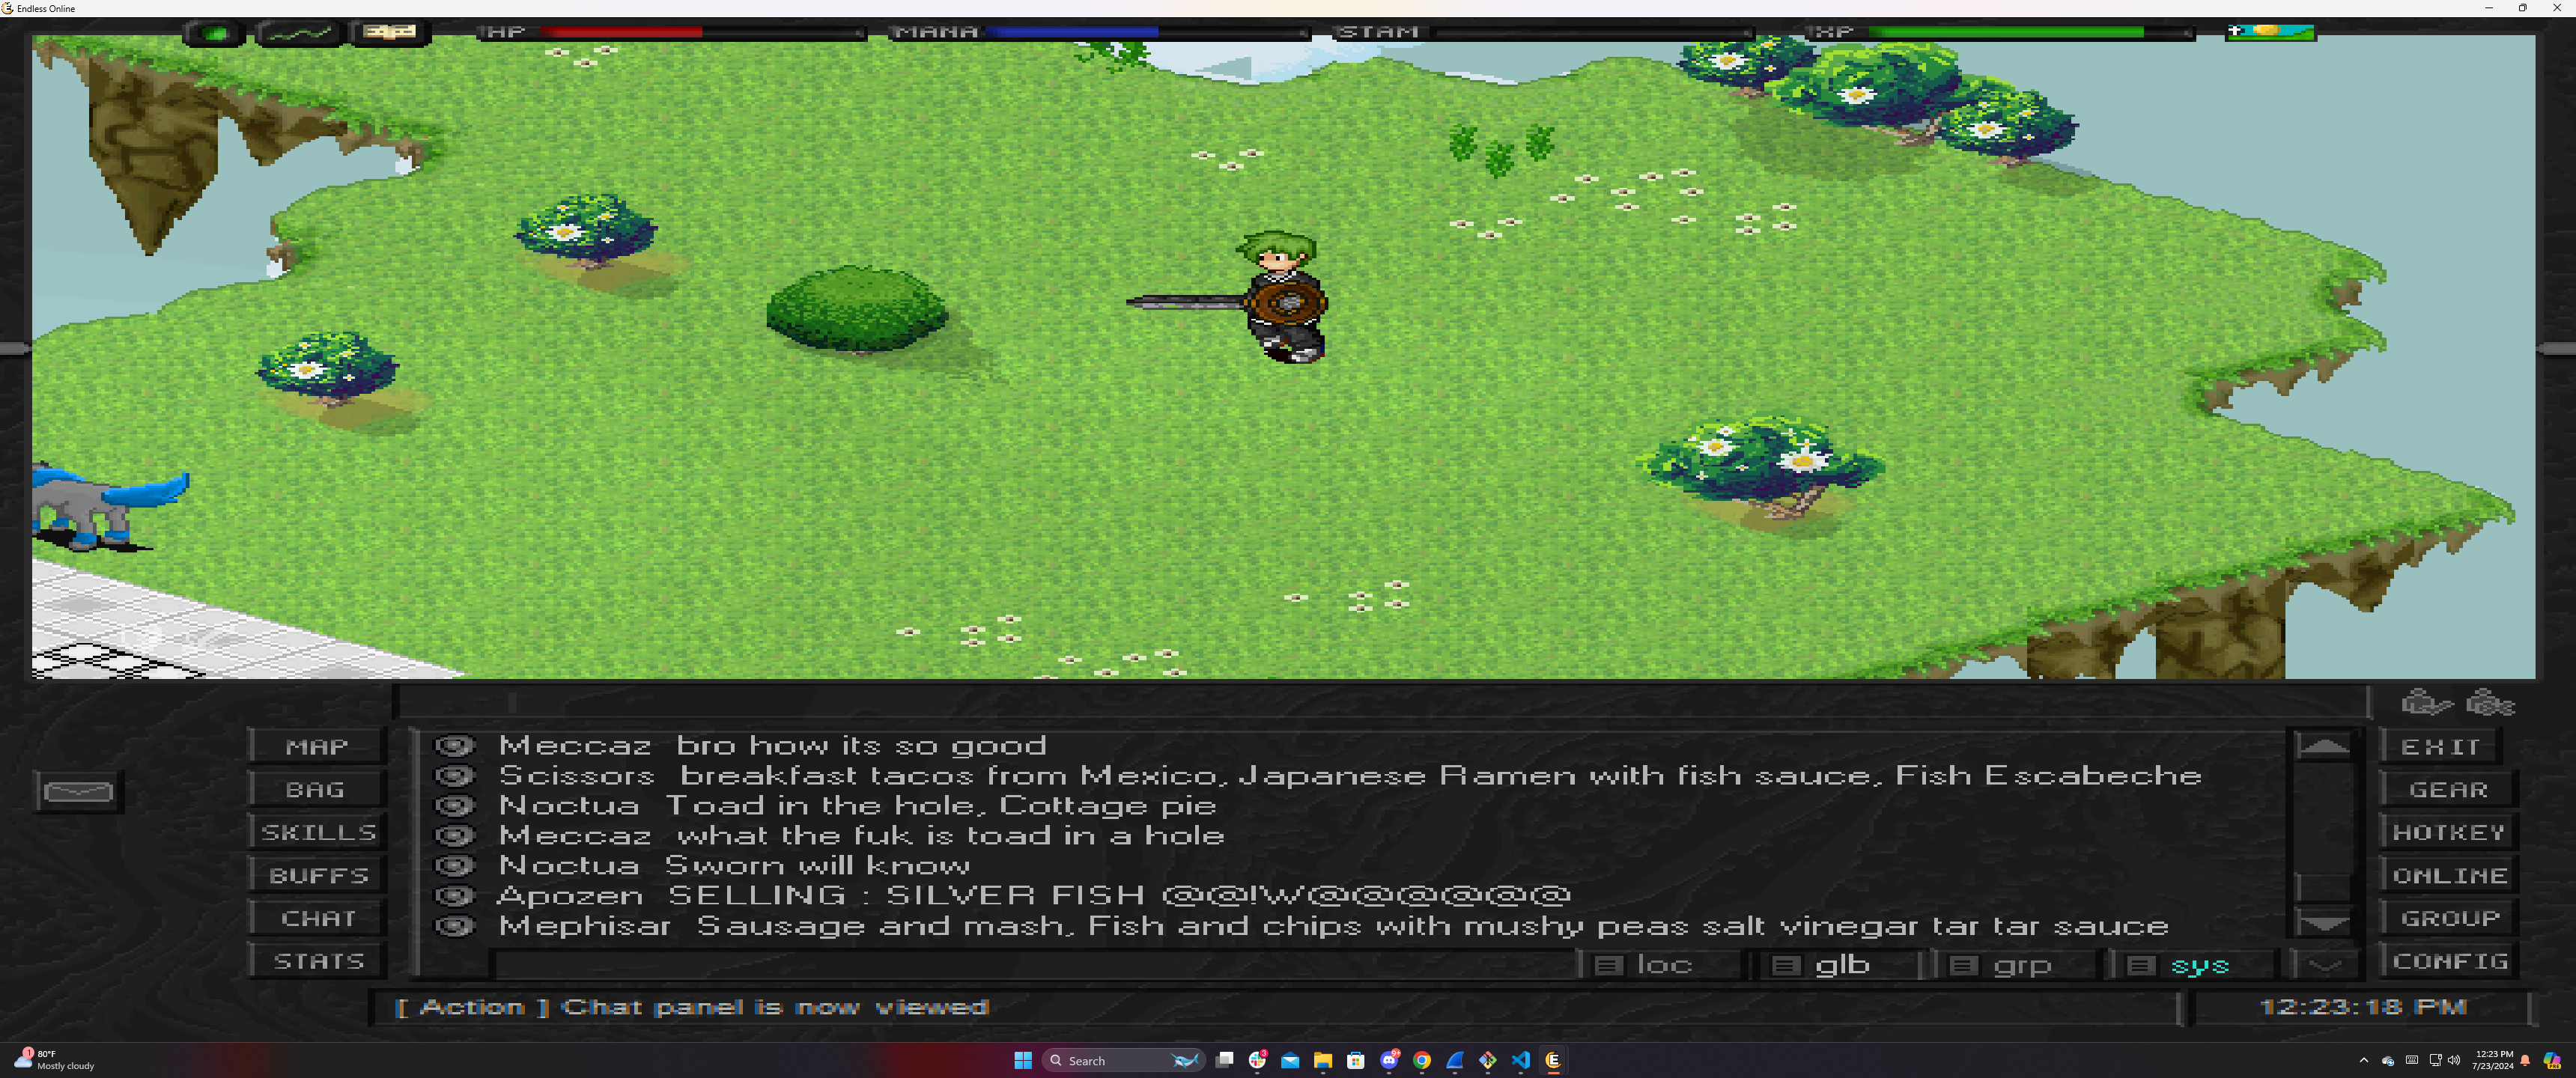 Endless Online
HP
MANA
STAM
XP
MAP
BAG
SKILLS
BUFFS
CHAT
STATS
Meccaz bro how its so good
Scissors breakfast tacos from Mexico, Japanese Ramen with fish sauce, Fish Escabeche
Noctua Toad in the hole, Cottage pie
Meccaz what the fuk is toad in a hole
Noctua Sworn will know
Apozen SELLING : SILVER FISH @@!W@@@@@@
Mephisar Sausage and mash, Fish and chips with mushy peas salt vinegar tar tar sauce
loc
glb
grp
sys
EXIT
GEAR
HOTKEY
ONLINE
GROUP
CONFIG
[ Action ] Chat panel is now viewed
12:23:18 PM
1
80°F
Mostly cloudy
Search
3
9+
12:23 PM
7/23/2024